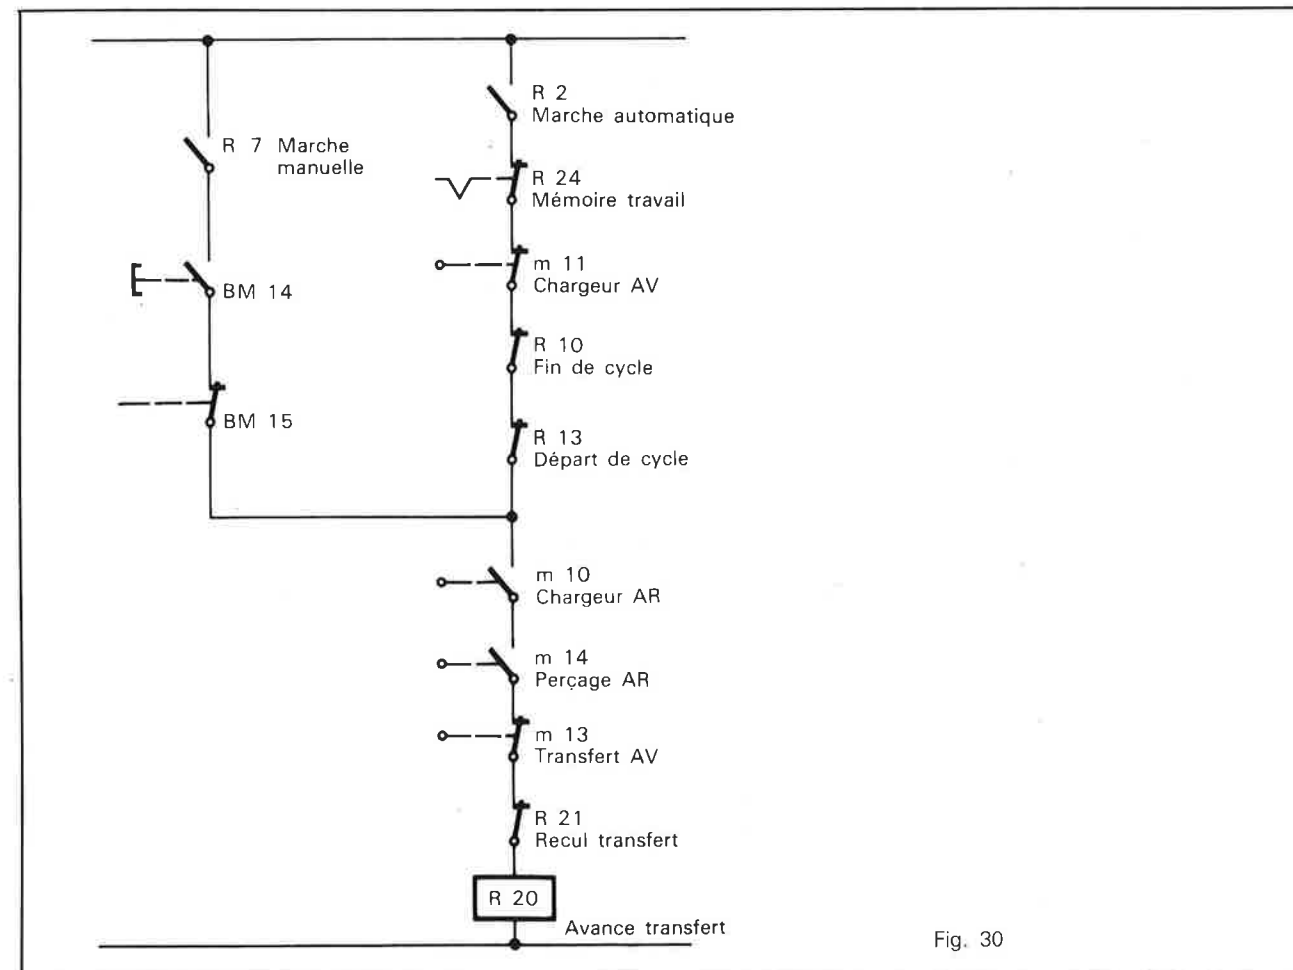 R 2
Marche automatique
R 7 Marche
manuelle
R 24
Mémoire travail
m 11
Chargeur AV
BM 14
R 10
Fin de cycle
BM 15
R 13
Départ de cycle
m 10
Chargeur AR
m 14
Perçage AR
m 13
Transfert AV
R 21
Recul transfert
R 20
Avance transfert
Fig. 30